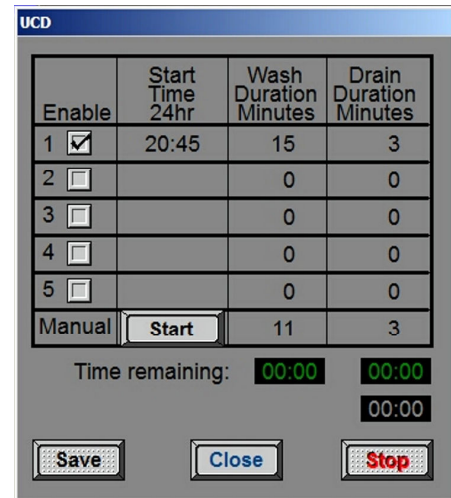 UCD
Enable Start Time 24hr Wash Duration Minutes Drain Duration Minutes
1 20:45 15 3
2 0 0
3 0 0
4 0 0
5 0 0
Manual Start 11 3
Time remaining: 00:00 00:00
00:00
Save Close Stop